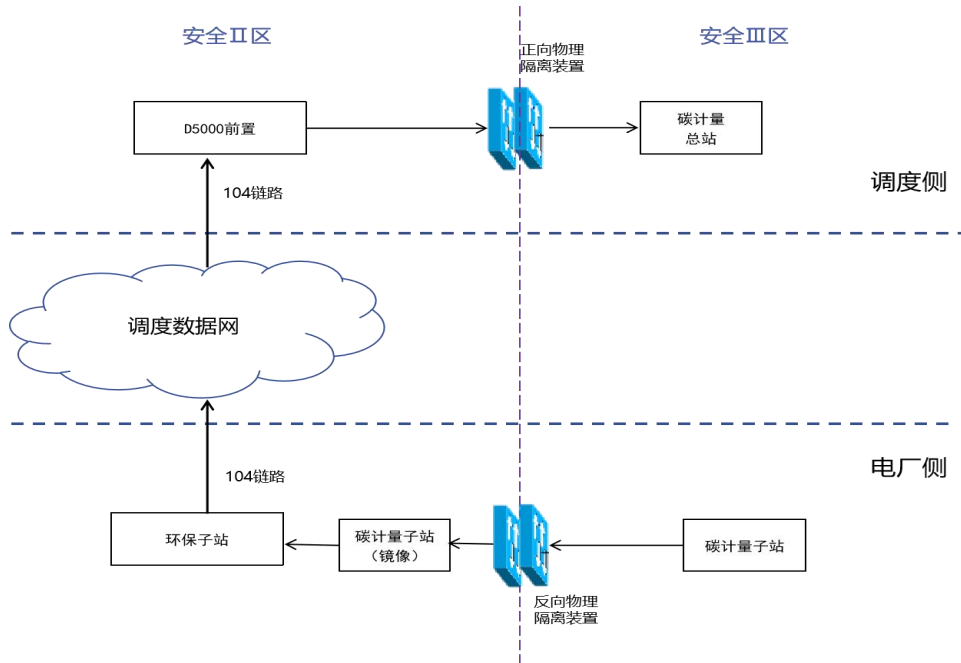 安全Ⅱ区
安全Ⅲ区
正向物理
隔离装置
D5000前置
碳计量
总站
调度侧
104链路
调度数据网
电厂侧
104链路
环保子站
碳计量子站
（镜像）
碳计量子站
反向物理
隔离装置